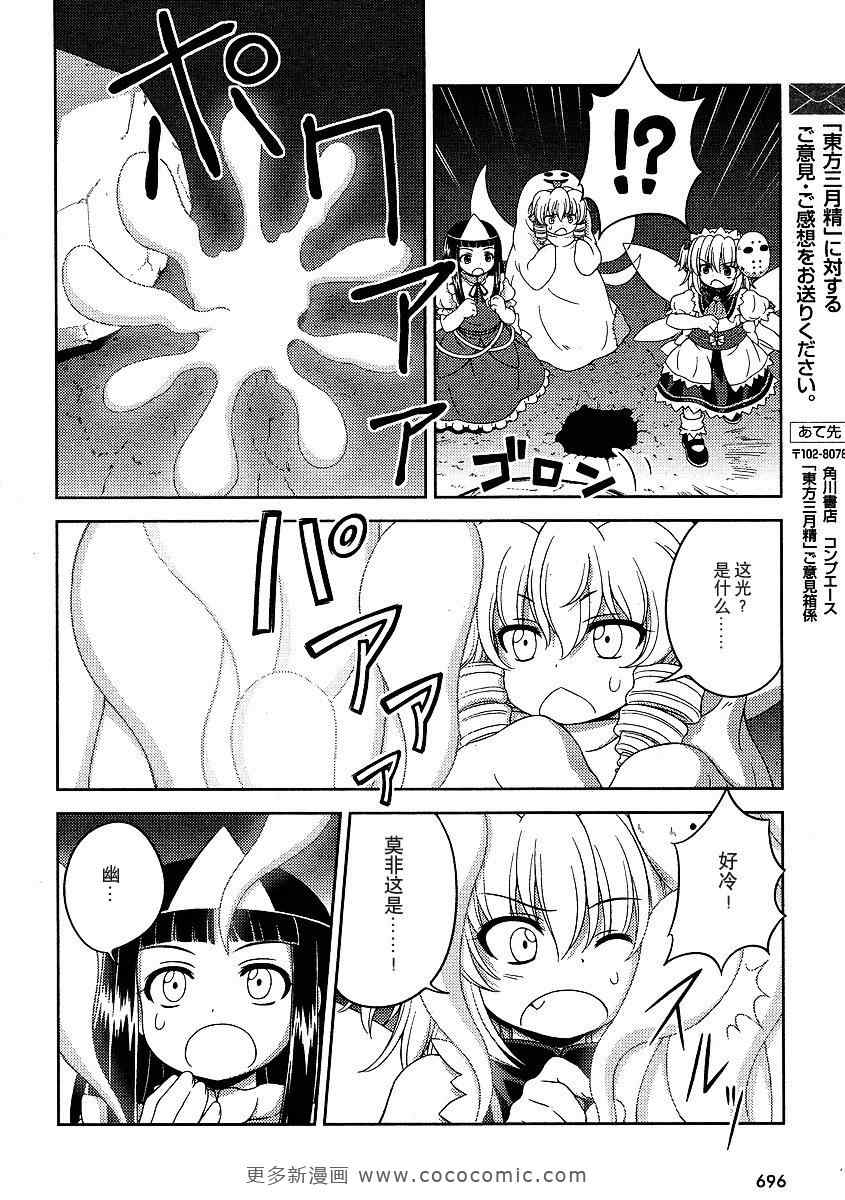 !?
ゴロン
ポワァァァ
这光?
是什么……
パァァァァ
好冷!
莫非这是……!
幽…
「東方三月精」に対する
ご意見・ご感想をお送りください。
あて先
〒102-8078
角川書店 コンプエース
「東方三月精」ご意見箱係
696
更多新漫画 www.cococomic.com